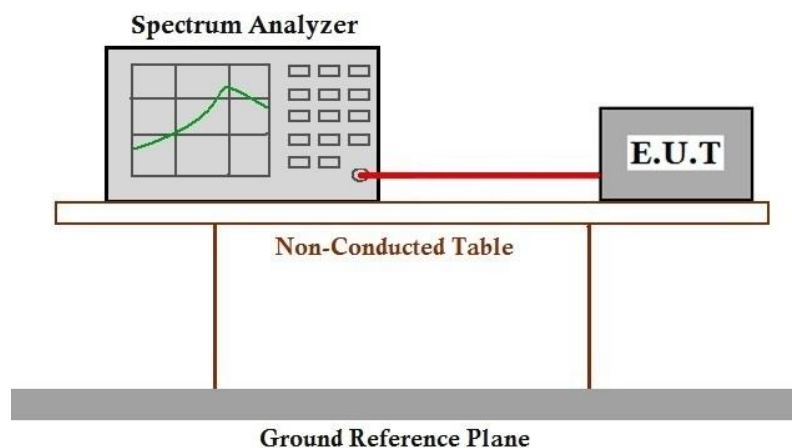 Spectrum Analyzer
E.U.T
Non-Conducted Table
Ground Reference Plane